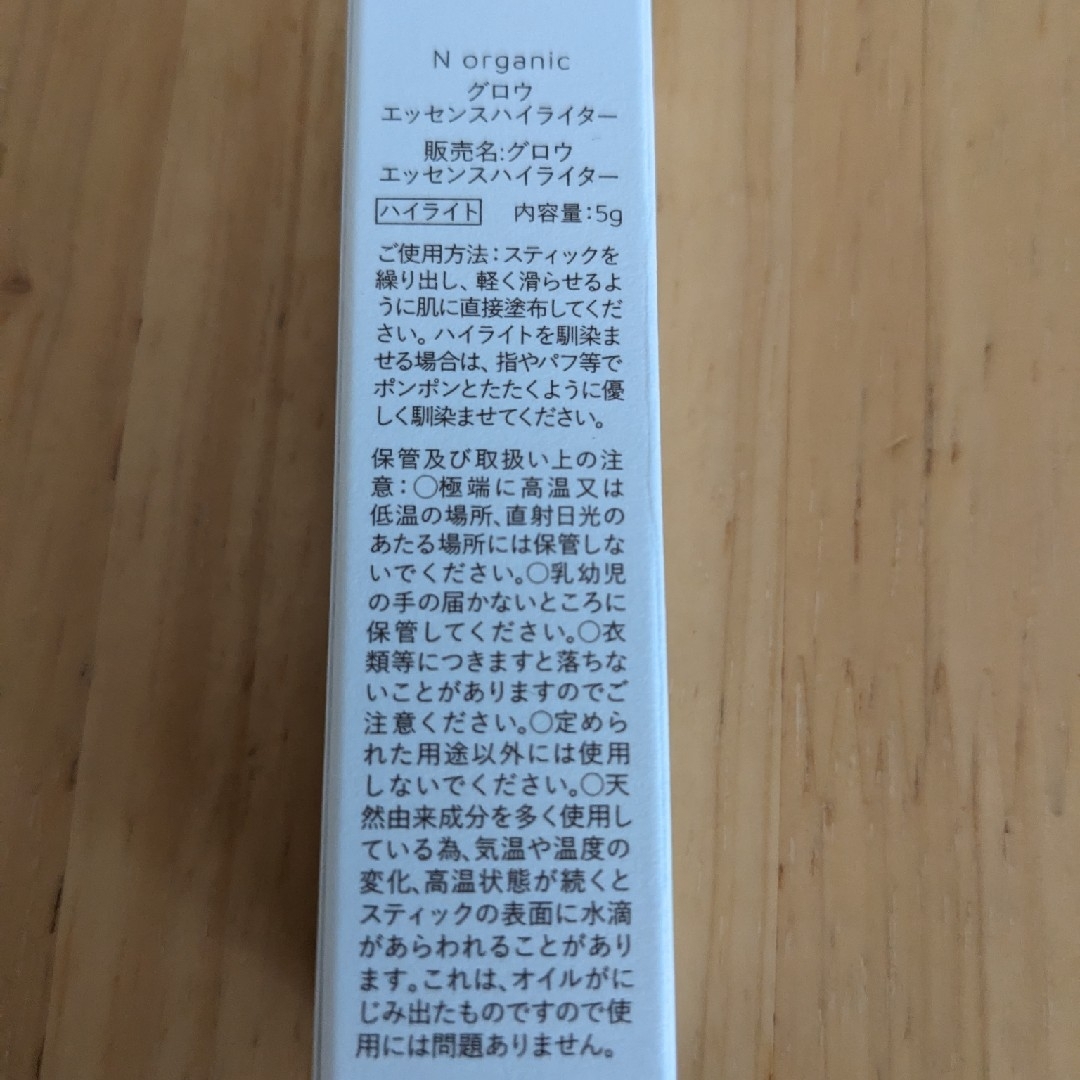 N organic
グロウ
エッセンスハイライター
販売名:グロウ
エッセンスハイライター
ハイライト 内容量:5g
ご使用方法:スティックを
繰り出し、軽く滑らせるよ
うに肌に直接塗布してくだ
さい。ハイライトを馴染ま
せる場合は、指やパフ等で
ポンポンとたたくように優
しく馴染ませてください。
保管及び取扱い上の注
意:○極端に高温又は
低温の場所、直射日光の
あたる場所には保管しな
いでください。○乳幼児
の手の届かないところに
保管してください。○衣
類等につきますと落ちな
いことがありますのでご
注意ください。○定めら
れた用途以外には使用
しないでください。○天
然由来成分を多く使用し
ている為、気温や温度の
変化、高温状態が続くと
スティックの表面に水滴
があらわれることがあり
ます。これは、オイルがに
じみ出たものですので使
用には問題ありません。